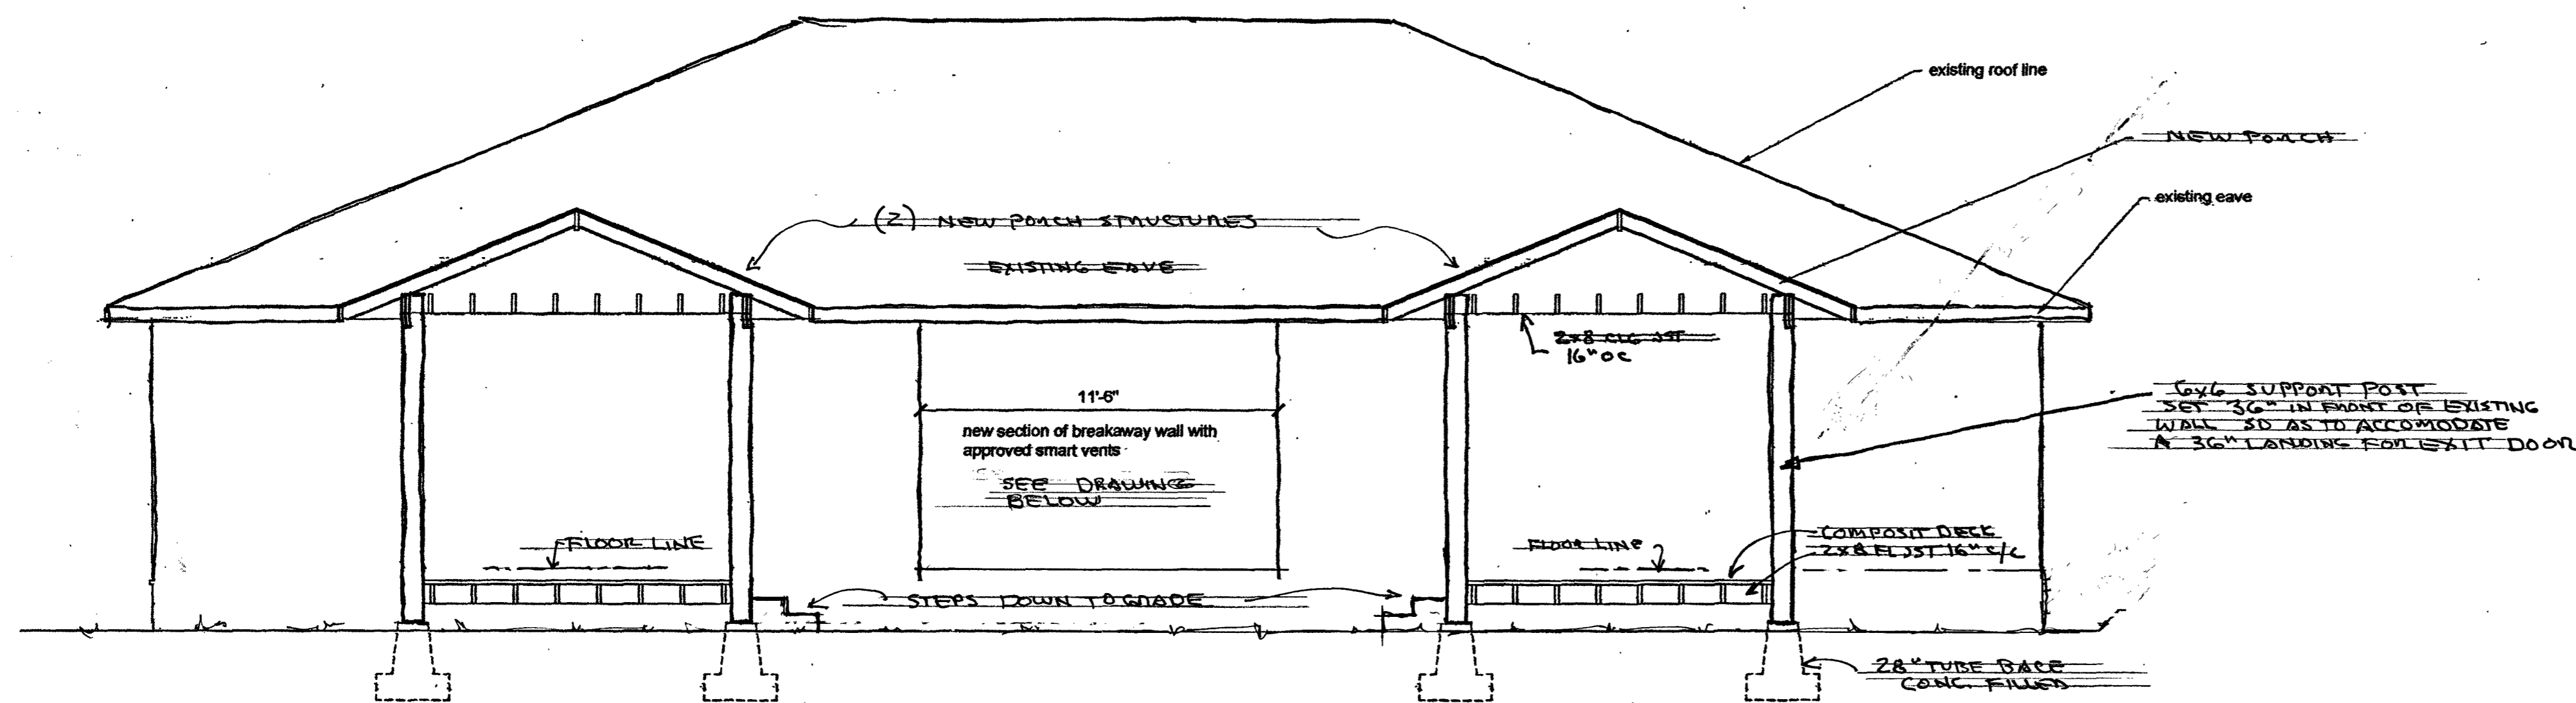 existing roof line
NEW PORCH
existing eave
(2) NEW PORCH STRUCTURES
EXISTING EAVE
2x8 CLG JST
16" OC
11'-6"
new section of breakaway wall with
approved smart vents
SEE DRAWING
BELOW
6x6 SUPPORT POST
SET 36" IN FRONT OF EXISTING
WALL SO AS TO ACCOMODATE
A 36" LANDING FOR EXIT DOOR
FLOOR LINE
FLOOR LINE
COMPOSIT DECK
2x8 FL JST 16" c/c
STEPS DOWN TO GRADE
28" TUBE BASE
CONC. FILLED